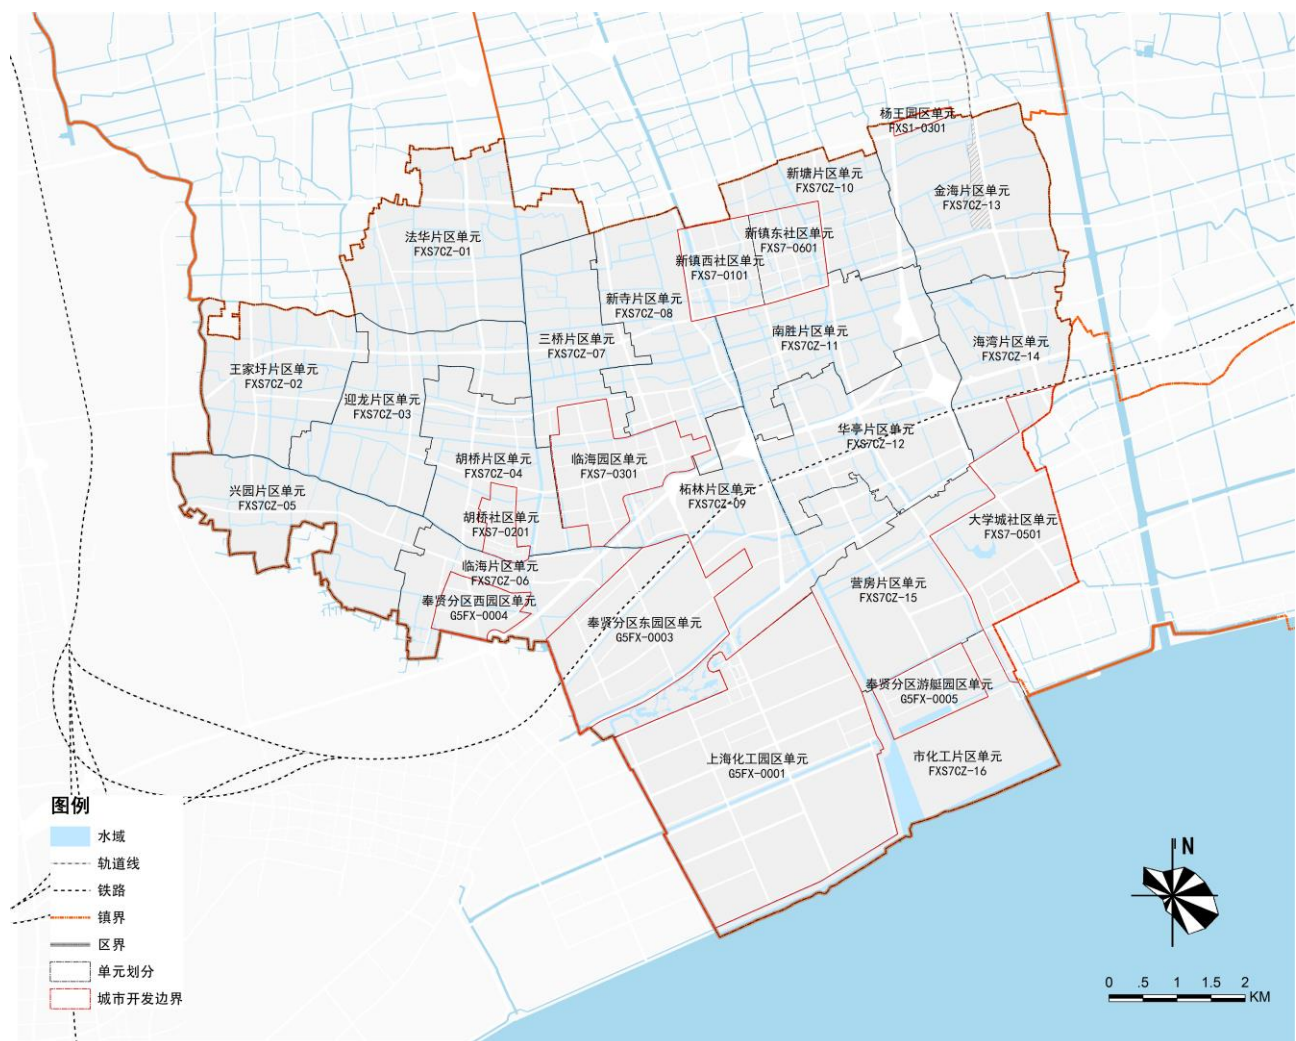 杨王园区单元
FXS1-0301
新塘片区单元
FXS7CZ-10
金海片区单元
FXS7CZ-13
法华片区单元
FXS7CZ-01
新镇东社区单元
FXS7-0601
新镇西社区单元
FXS7-0101
新寺片区单元
FXS7CZ-08
三桥片区单元
FXS7CZ-07
南胜片区单元
FXS7CZ-11
海湾片区单元
FXS7CZ-14
王家圩片区单元
FXS7CZ-02
迎龙片区单元
FXS7CZ-03
华亭片区单元
FXS7CZ-12
胡桥片区单元
FXS7CZ-04
临海园区单元
FXS7-0301
柘林片区单元
FXS7CZ-09
兴园片区单元
FXS7CZ-05
胡桥社区单元
FXS7-0201
大学城社区单元
FXS7-0501
临海片区单元
FXS7CZ-06
营房片区单元
FXS7CZ-15
奉贤分区西园区单元
G5FX-0004
奉贤分区东园区单元
G5FX-0003
奉贤分区游艇园区单元
G5FX-0005
上海化工园区单元
G5FX-0001
市化工片区单元
FXS7CZ-16
图例
水域
轨道线
铁路
镇界
区界
单元划分
城市开发边界
N
0 .5 1 1.5 2
KM